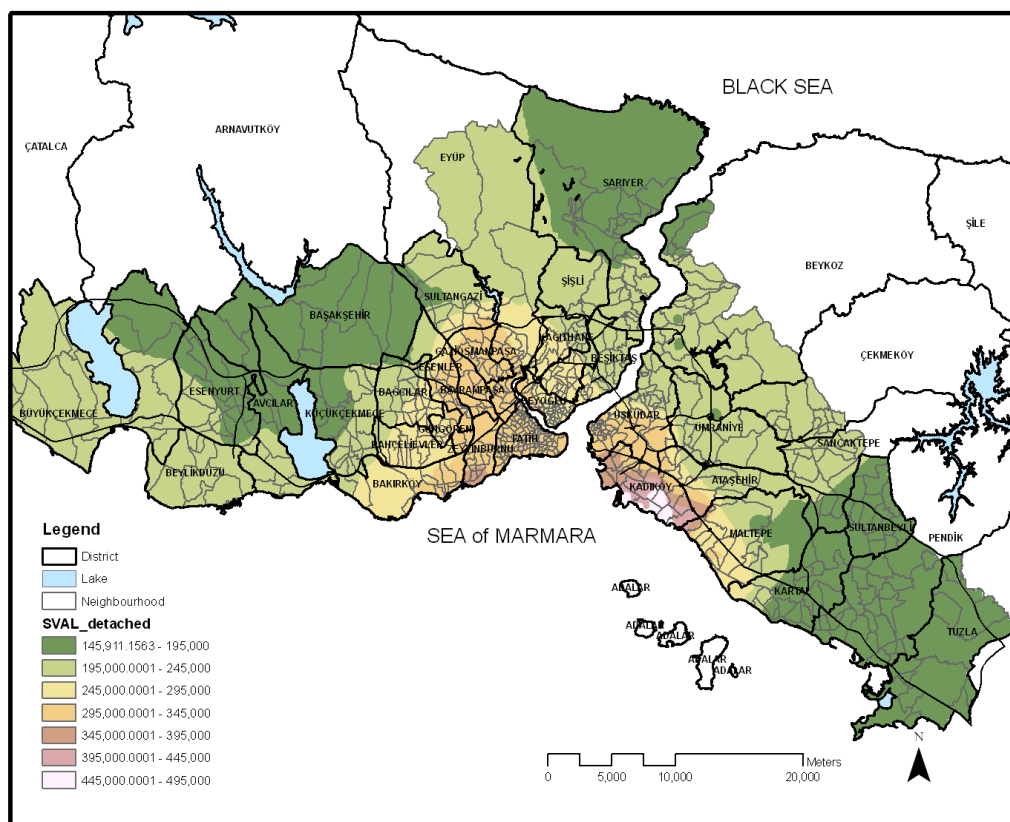 BLACK SEA
ÇATALCA
ARNAVUTKÖY
EYÜP
SARIYER
ŞİLE
BEYKOZ
ŞİŞLİ
SULTANGAZİ
BAŞAKŞEHİR
KAĞITHANE
GAZİOSMANPAŞA
BEŞİKTAŞ
ÇEKMEKÖY
ESENLER
BAYRAMPAŞA
BAĞCILAR
ESENYURT
AVCILAR
BEYOĞLU
BÜYÜKÇEKMECE
KÜÇÜKÇEKMECE
ÜSKÜDAR
ÜMRANİYE
GÜNGÖREN
FATİH
SANCAKTEPE
BAHÇELİEVLER
ZEYTİNBURNU
BEYLİKDÜZÜ
BAKIRKÖY
KADIKÖY
ATAŞEHİR
SULTANBEYLİ
MALTEPE
PENDİK
SEA of MARMARA
KARTAL
TUZLA
ADALAR
ADALAR
ADALAR
ADALAR
ADALAR
Legend
District
Lake
Neighbourhood
SVAL_detached
145,911.1563 - 195,000
195,000.0001 - 245,000
245,000.0001 - 295,000
295,000.0001 - 345,000
345,000.0001 - 395,000
395,000.0001 - 445,000
445,000.0001 - 495,000
Meters
0 5,000 10,000 20,000
N